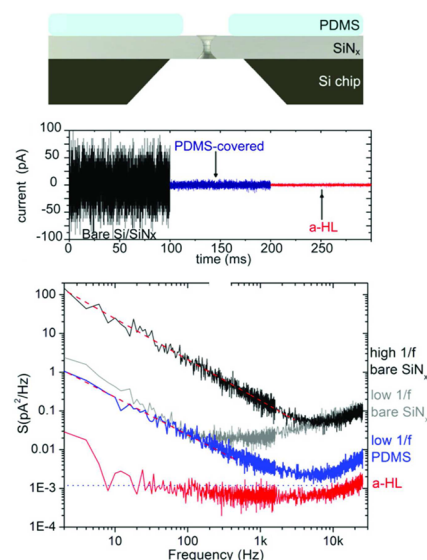 PDMS
SiNx
Si chip
current (pA)
100
50
0
-50
-100
PDMS-covered
Bare Si/SiNx
a-HL
0 50 100 150 200 250
time (ms)
S(pA²/Hz)
100
10
1
0.1
0.01
1E-3
1E-4
high 1/f
bare SiNx
low 1/f
bare SiNx
low 1/f
PDMS
a-HL
10 100 1k 10k
Frequency (Hz)